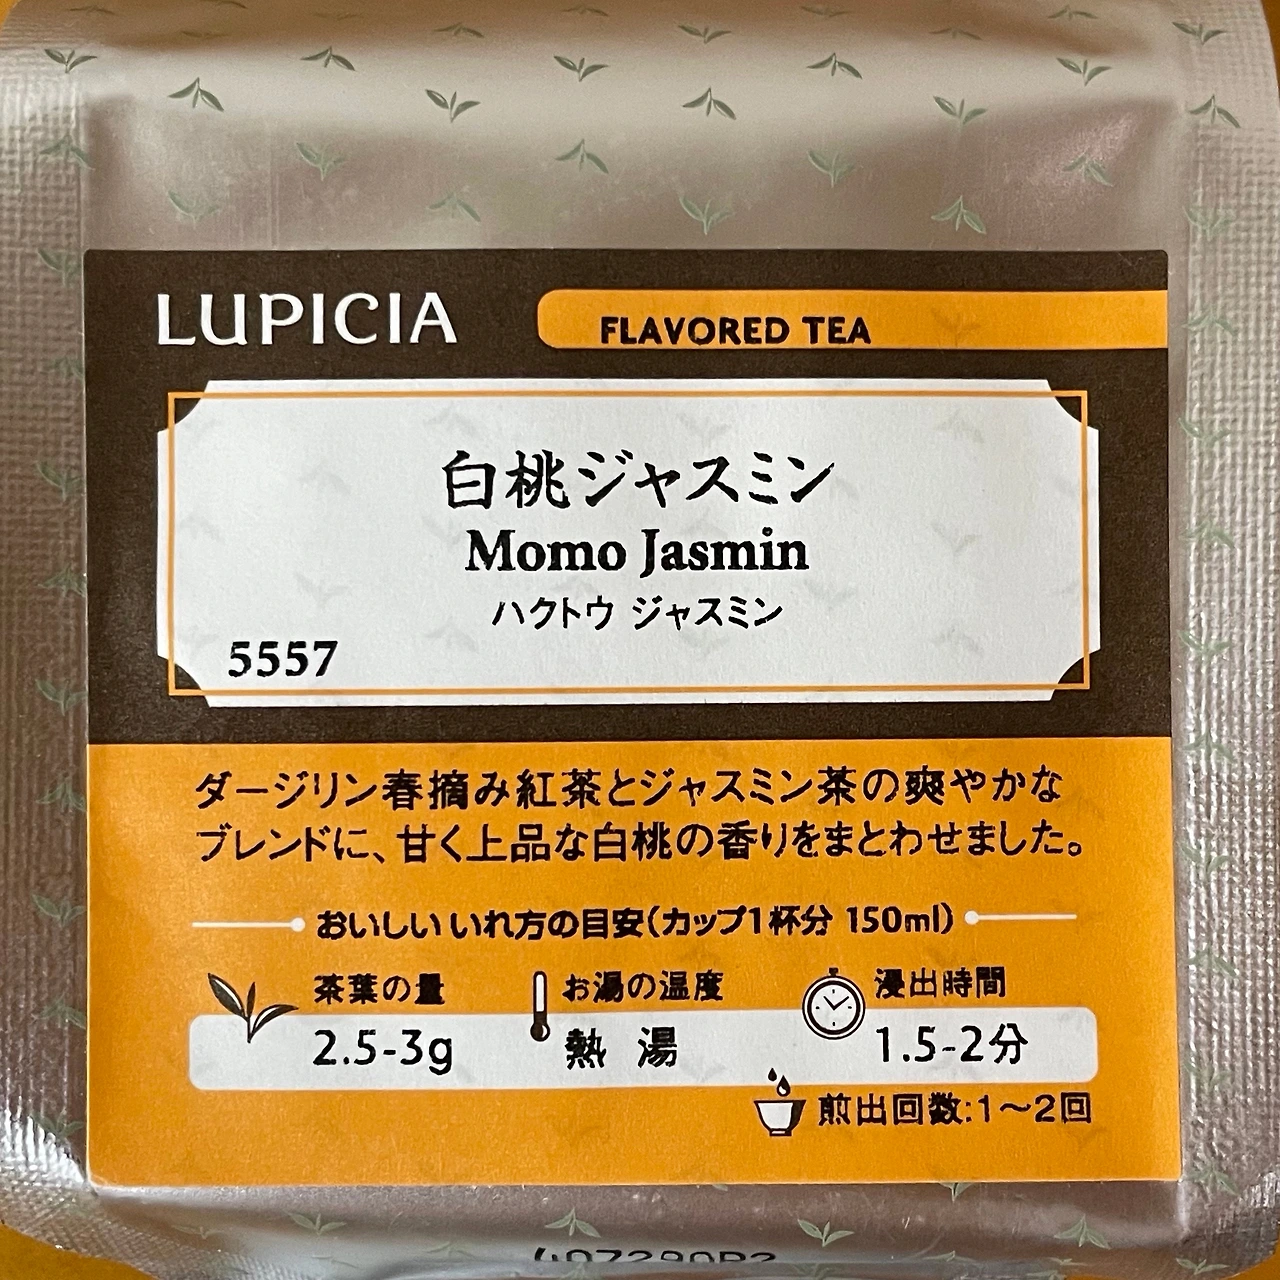 LUPICIA
FLAVORED TEA
白桃ジャスミン
Momo Jasmin
ハクトウ ジャスミン
5557
ダージリン春摘み紅茶とジャスミン茶の爽やかな
ブレンドに、甘く上品な白桃の香りをまとわせました。
おいしいいれ方の目安(カップ1杯分 150ml)
茶葉の量 お湯の温度 浸出時間
2.5-3g 熱 湯 1.5-2分
煎出回数:1〜2回